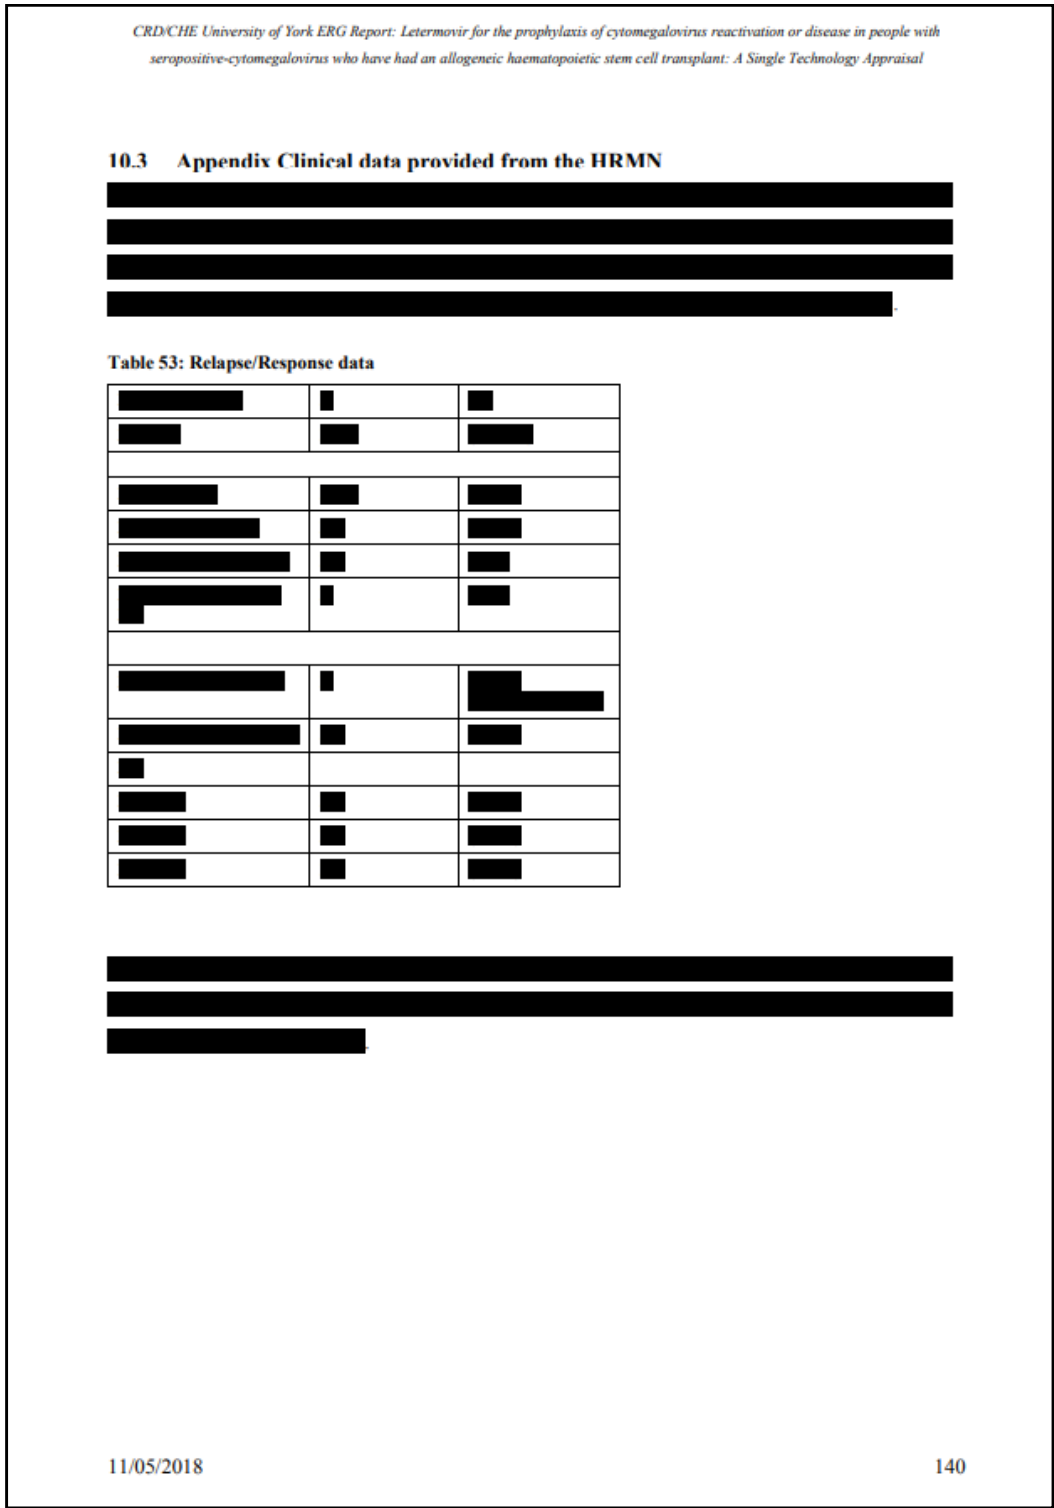 CRD/CHE University of York ERG Report: Letermovir for the prophylaxis of cytomegalovirus reactivation or disease in people with
seropositive-cytomegalovirus who have had an allogeneic haematopoietic stem cell transplant: A Single Technology Appraisal
10.3 Appendix Clinical data provided from the HRMN
.
Table 53: Relapse/Response data
.
11/05/2018 140